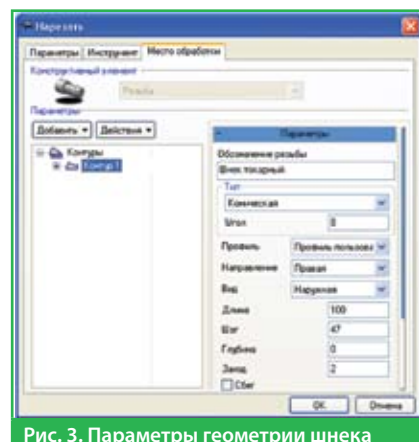 Нарезать
Параметры Инструмент Место обработки
Конструктивный элемент
Резьба
Параметры
Добавить Действия
Контуры
Контур1
Параметры
Обозначение резьбы
Шнек токарный
Тип
Коническая
Угол 0
Профиль Профиль пользова
Направление Правая
Вид Наружная
Длина 100
Шаг 47
Глубина 0
Заход 2
Сбег
OK Отмена
Рис. 3. Параметры геометрии шнека